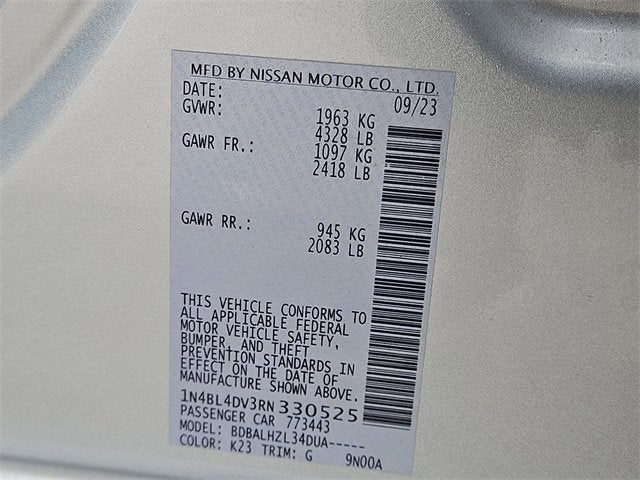 MFD BY NISSAN MOTOR CO., LTD.
DATE: 09/23
GVWR: 1963 KG
4328 LB
GAWR FR.: 1097 KG
2418 LB
GAWR RR.: 945 KG
2083 LB
THIS VEHICLE CONFORMS TO
ALL APPLICABLE FEDERAL
MOTOR VEHICLE SAFETY,
BUMPER, AND THEFT
PREVENTION STANDARDS IN
EFFECT ON THE DATE OF
MANUFACTURE SHOWN ABOVE.
1N4BL4DV3RN330525
PASSENGER CAR 773443
MODEL: BDBALHZL34DUA-----
COLOR: K23 TRIM: G 9N00A